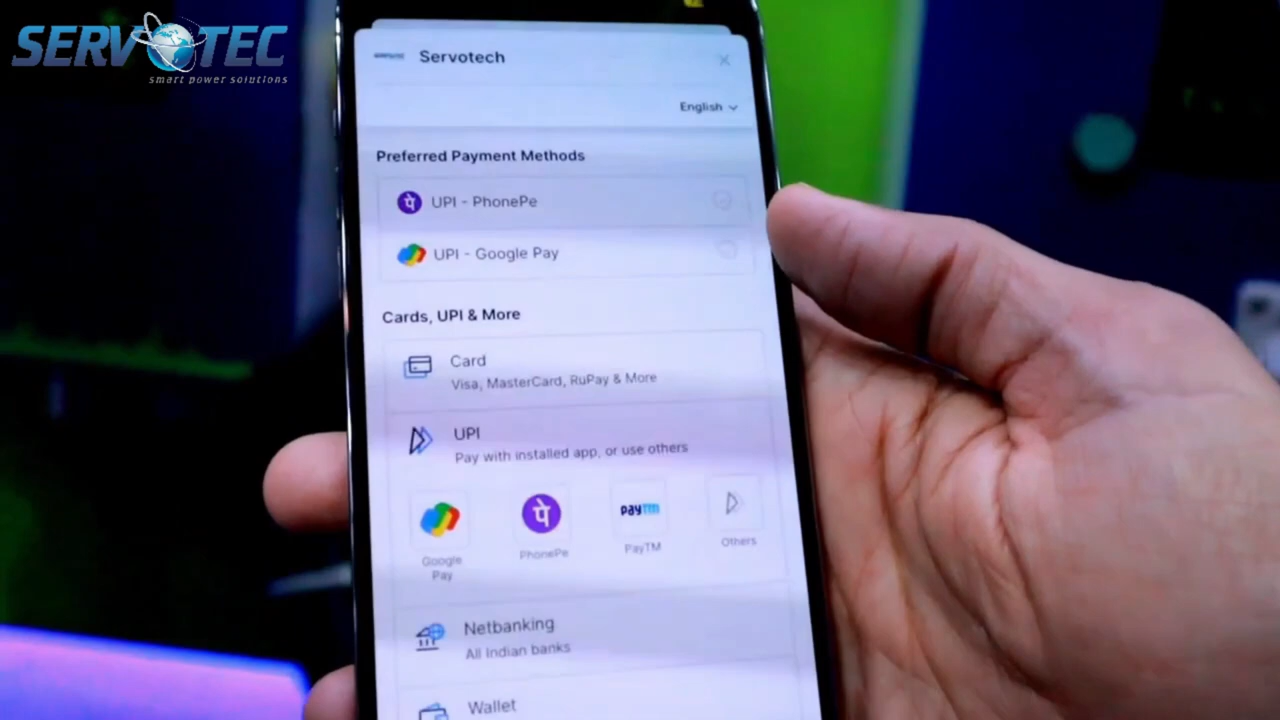 SERVOTEC
smart power solutions
Servotech
English
Preferred Payment Methods
UPI - PhonePe
UPI - Google Pay
Cards, UPI & More
Card
Visa, MasterCard, RuPay & More
UPI
Pay with installed app, or use others
पे
paytm
Google
Pay
PhonePe
PayTM
Others
Netbanking
All Indian banks
Wallet